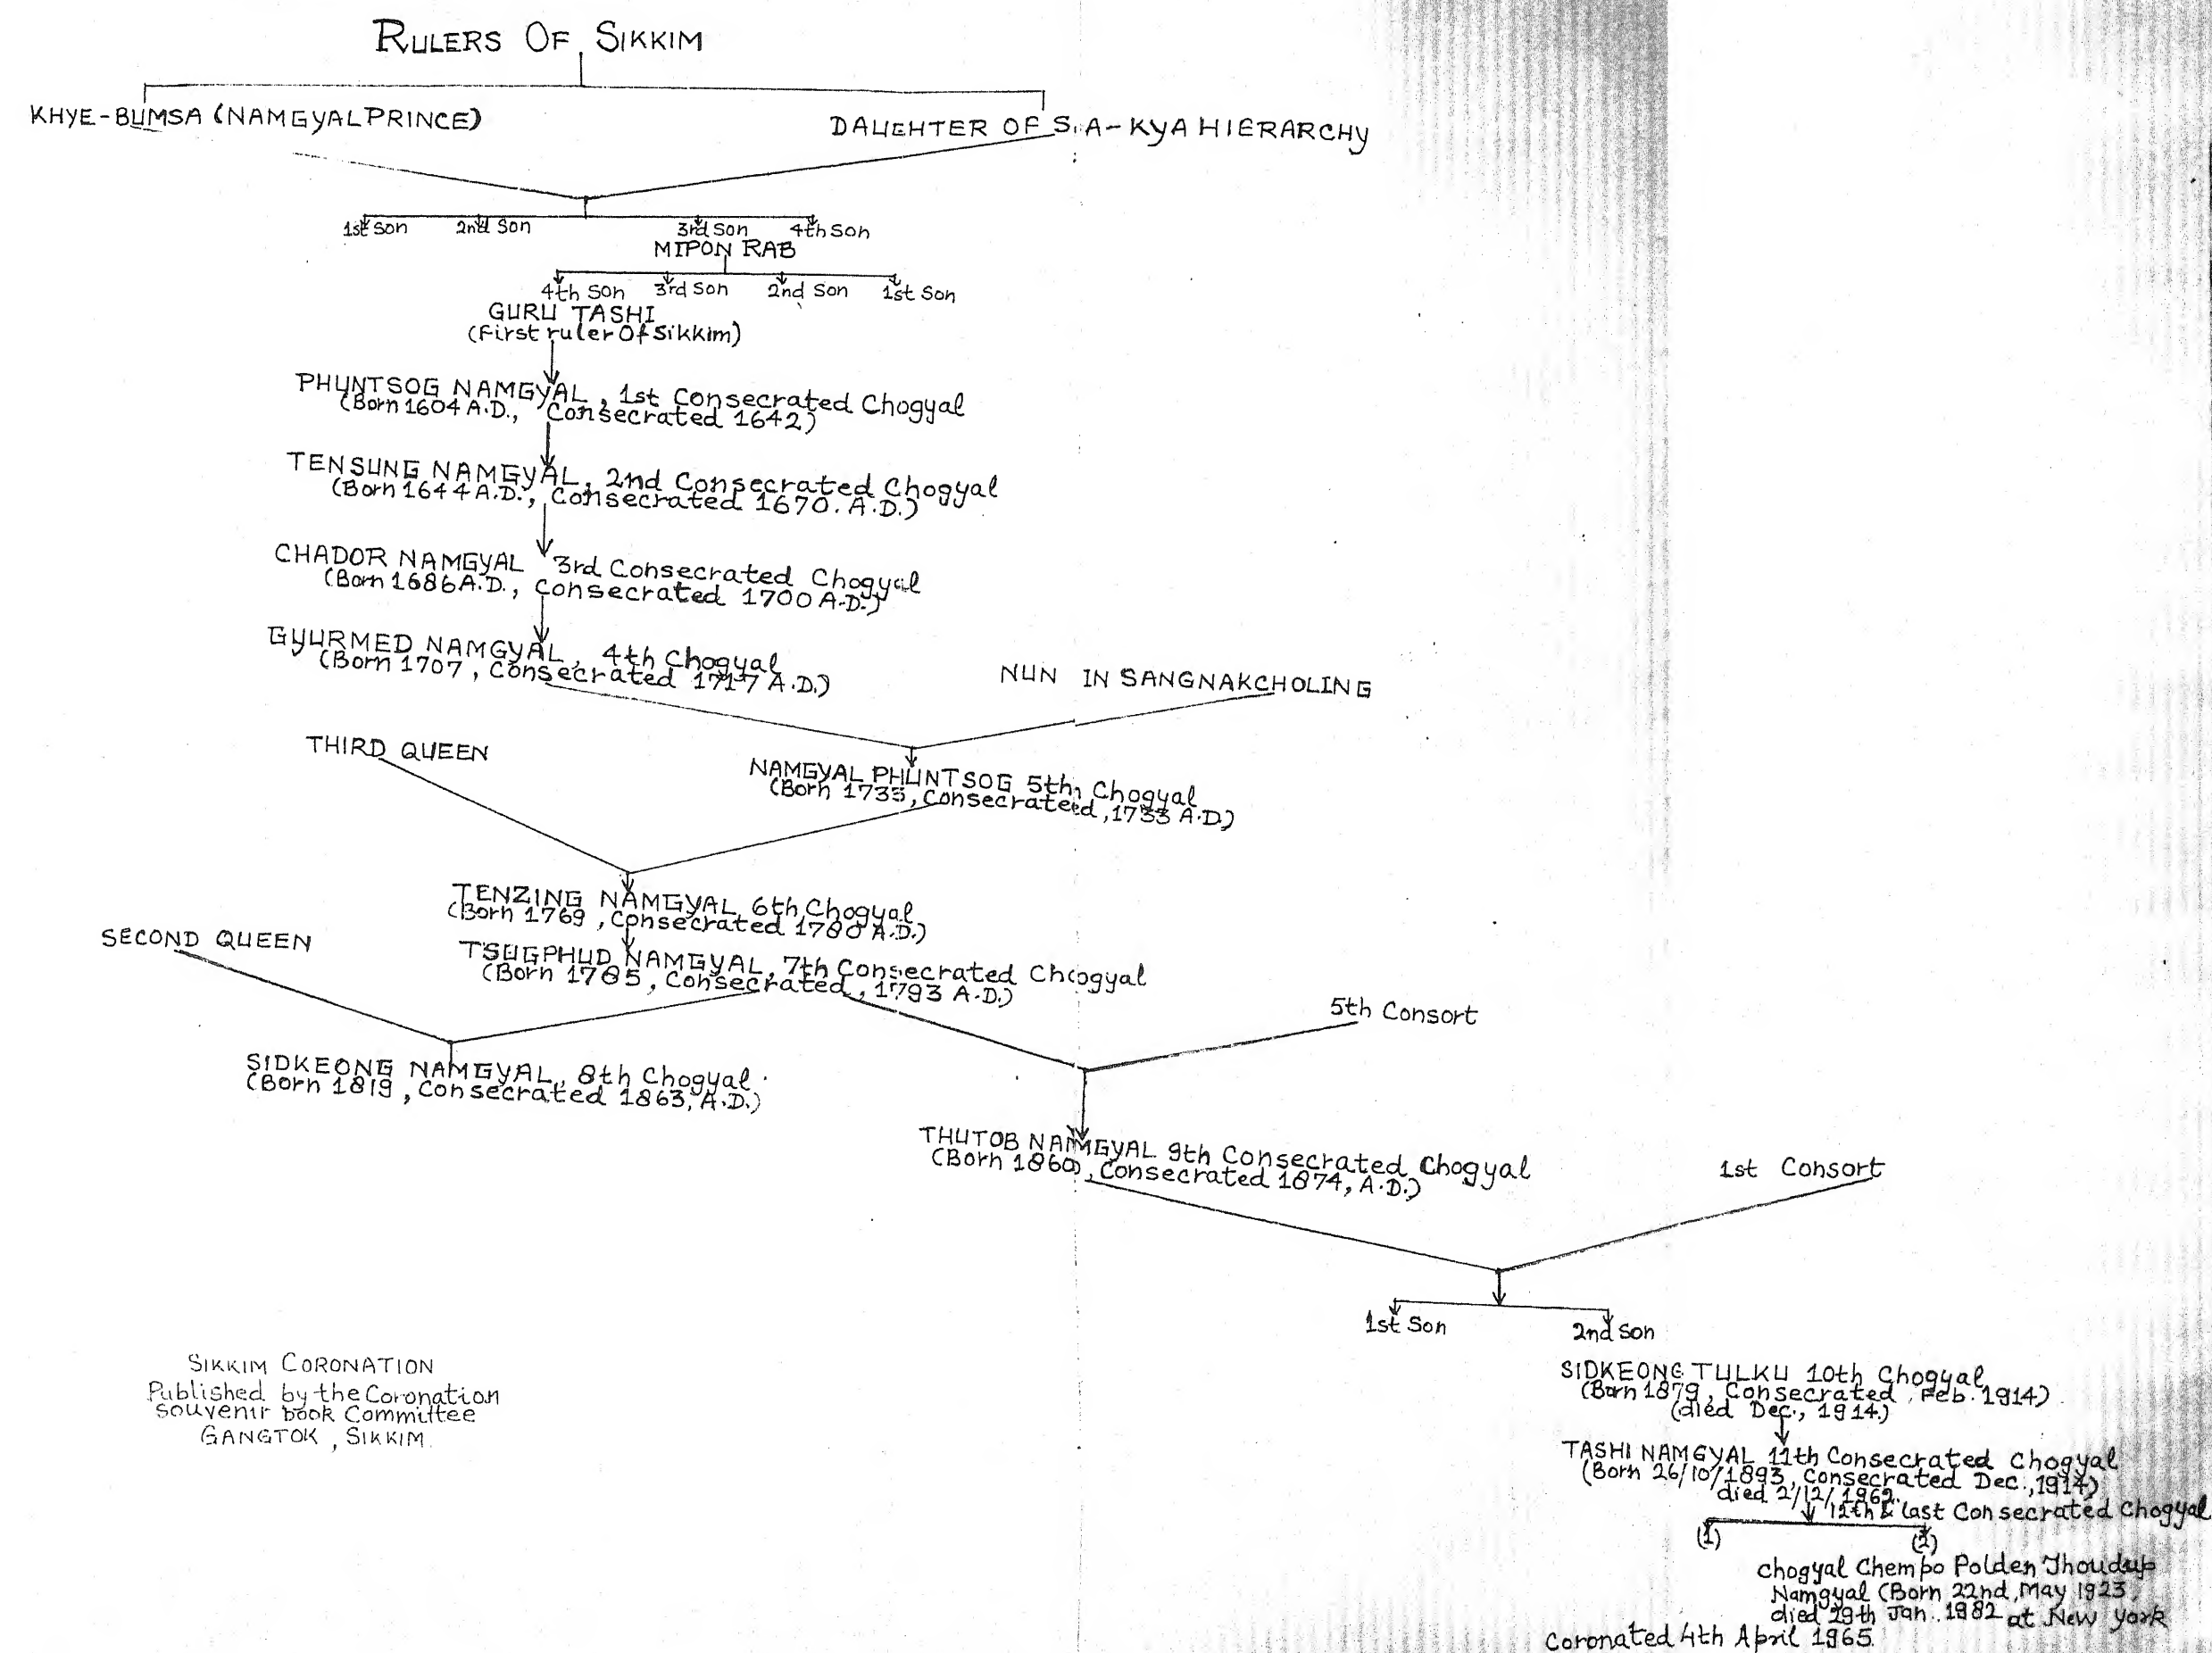 RULERS OF SIKKIM
KHYE-BUMSA (NAMGYAL PRINCE)
DAUGHTER OF SA-KYA HIERARCHY
1st Son 2nd Son 3rd Son 4th Son
MIPON RAB
4th Son 3rd Son 2nd Son 1st Son
GURU TASHI
(First ruler Of Sikkim)
PHUNTSOG NAMGYAL, 1st Consecrated Chogyal
(Born 1604 A.D., Consecrated 1642)
TENSUNG NAMGYAL, 2nd Consecrated Chogyal
(Born 1644 A.D., Consecrated 1670. A.D.)
CHADOR NAMGYAL 3rd Consecrated Chogyal
(Born 1686 A.D., Consecrated 1700 A.D.)
GYURMED NAMGYAL, 4th Chogyal
(Born 1707, Consecrated 1717 A.D.)
NUN IN SANGNAKCHOLING
THIRD QUEEN
NAMGYAL PHUNTSOG 5th, Chogyal
(Born 1733, Consecrateed, 1733 A.D.)
TENZING NAMGYAL, 6th Chogyal
(Born 1769, Consecrated 1780 A.D.)
SECOND QUEEN
TSUGPHUD NAMGYAL, 7th Consecrated Chogyal
(Born 1785, Consecrated, 1793 A.D.)
5th Consort
SIDKEONG NAMGYAL, 8th Chogyal.
(Born 1819, Consecrated 1863, A.D.)
THUTOB NAMGYAL 9th Consecrated Chogyal
(Born 1860, Consecrated 1874, A.D.)
1st Consort
1st Son
2nd Son
SIDKEONG TULKU 10th Chogyal
(Born 1879, Consecrated, Feb. 1914)
(died Dec., 1914.)
TASHI NAMGYAL 11th Consecrated Chogyal
(Born 26/10/1893, Consecrated Dec., 1914)
died 2/12/1962.
12th & last Consecrated Chogyal
(1) (2)
Chogyal Chempo Polden Thoudup
Namgyal (Born 22nd, May 1923,
died 29th Jan. 1982 at New York
Coronated 4th April 1965.
SIKKIM CORONATION
Published by the Coronation
Souvenir book Committee
GANGTOK, SIKKIM.